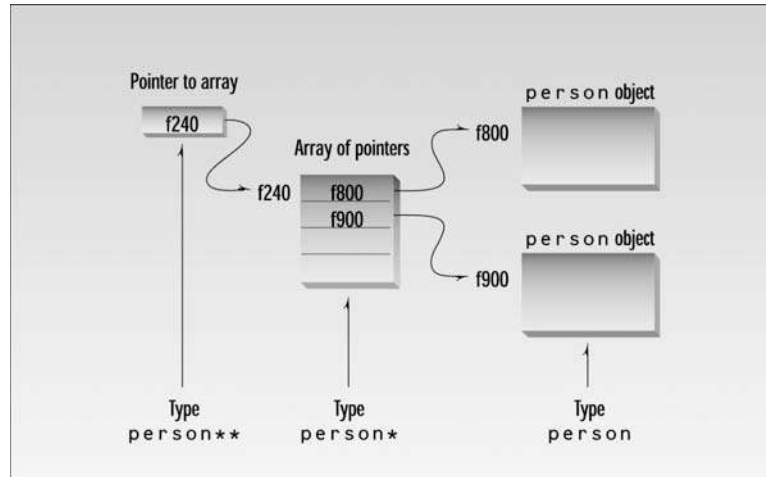 Pointer to array
f240
Array of pointers
f240
f800
f900
person object
f800
person object
f900
Type
person**
Type
person*
Type
person